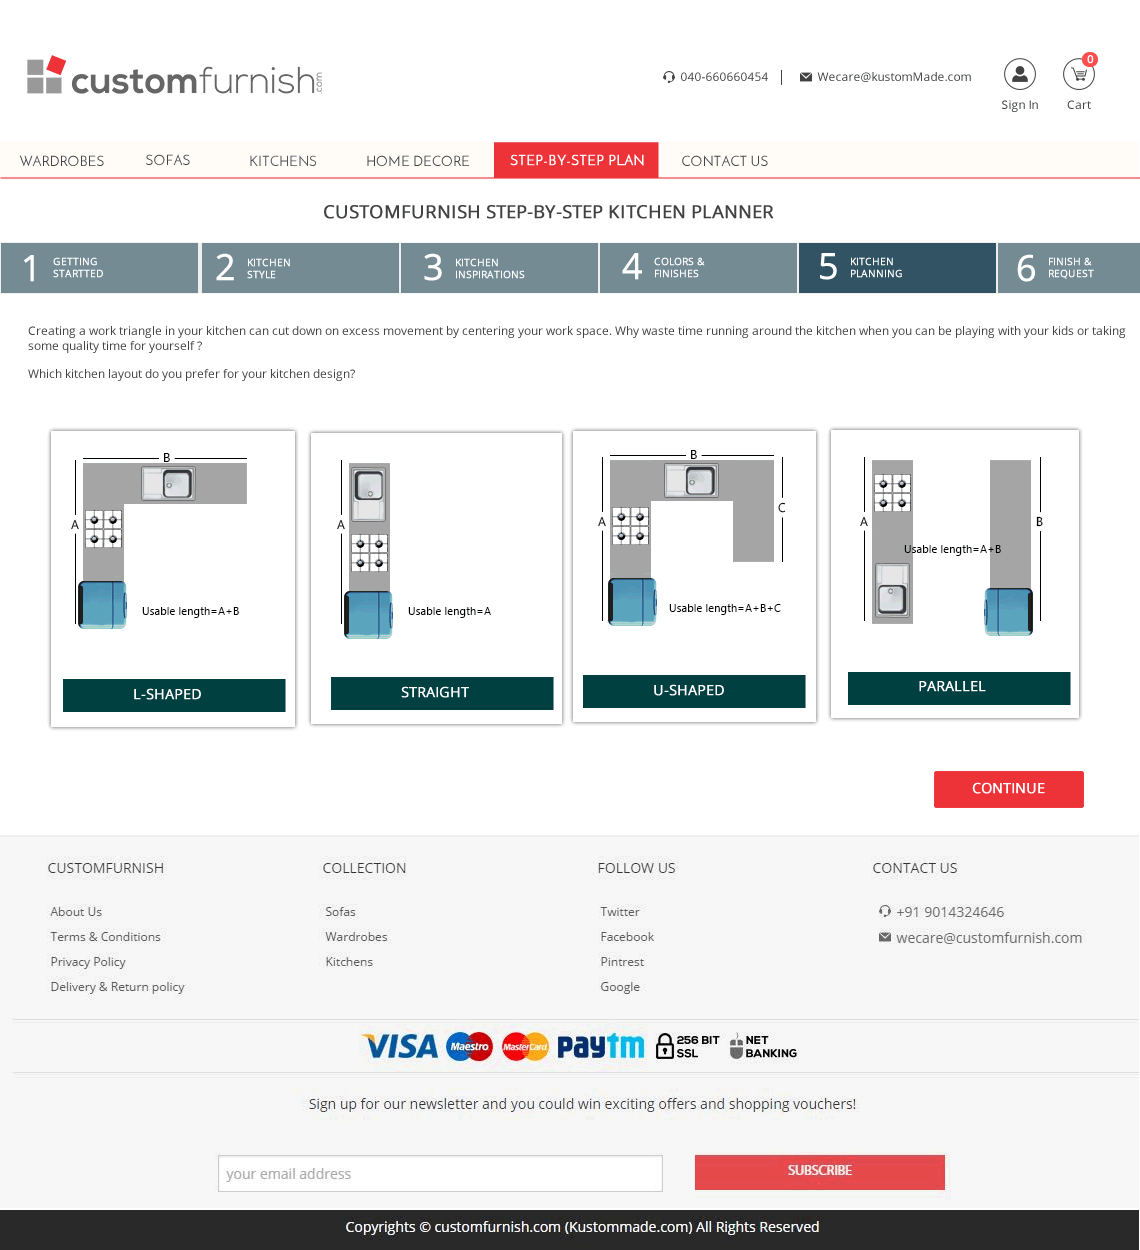 customfurnish.com
040-660660454 | Wecare@kustomMade.com
0
Sign In Cart
WARDROBES SOFAS KITCHENS HOME DECORE STEP-BY-STEP PLAN CONTACT US
CUSTOMFURNISH STEP-BY-STEP KITCHEN PLANNER
1 GETTING
STARTTED
2 KITCHEN
STYLE
3 KITCHEN
INSPIRATIONS
4 COLORS &
FINISHES
5 KITCHEN
PLANNING
6 FINISH &
REQUEST
Creating a work triangle in your kitchen can cut down on excess movement by centering your work space. Why waste time running around the kitchen when you can be playing with your kids or taking
some quality time for yourself ?
Which kitchen layout do you prefer for your kitchen design?
B
A
Usable length=A+B
L-SHAPED
A
Usable length=A
STRAIGHT
B
C
A
Usable length=A+B+C
U-SHAPED
A
B
Usable length=A+B
PARALLEL
CONTINUE
CUSTOMFURNISH
About Us
Terms & Conditions
Privacy Policy
Delivery & Return policy
COLLECTION
Sofas
Wardrobes
Kitchens
FOLLOW US
Twitter
Facebook
Pintrest
Google
CONTACT US
+91 9014324646
wecare@customfurnish.com
VISA Maestro MasterCard paytm 256 BIT
SSL
NET
BANKING
Sign up for our newsletter and you could win exciting offers and shopping vouchers!
your email address
SUBSCRIBE
Copyrights © customfurnish.com (Kustommade.com) All Rights Reserved